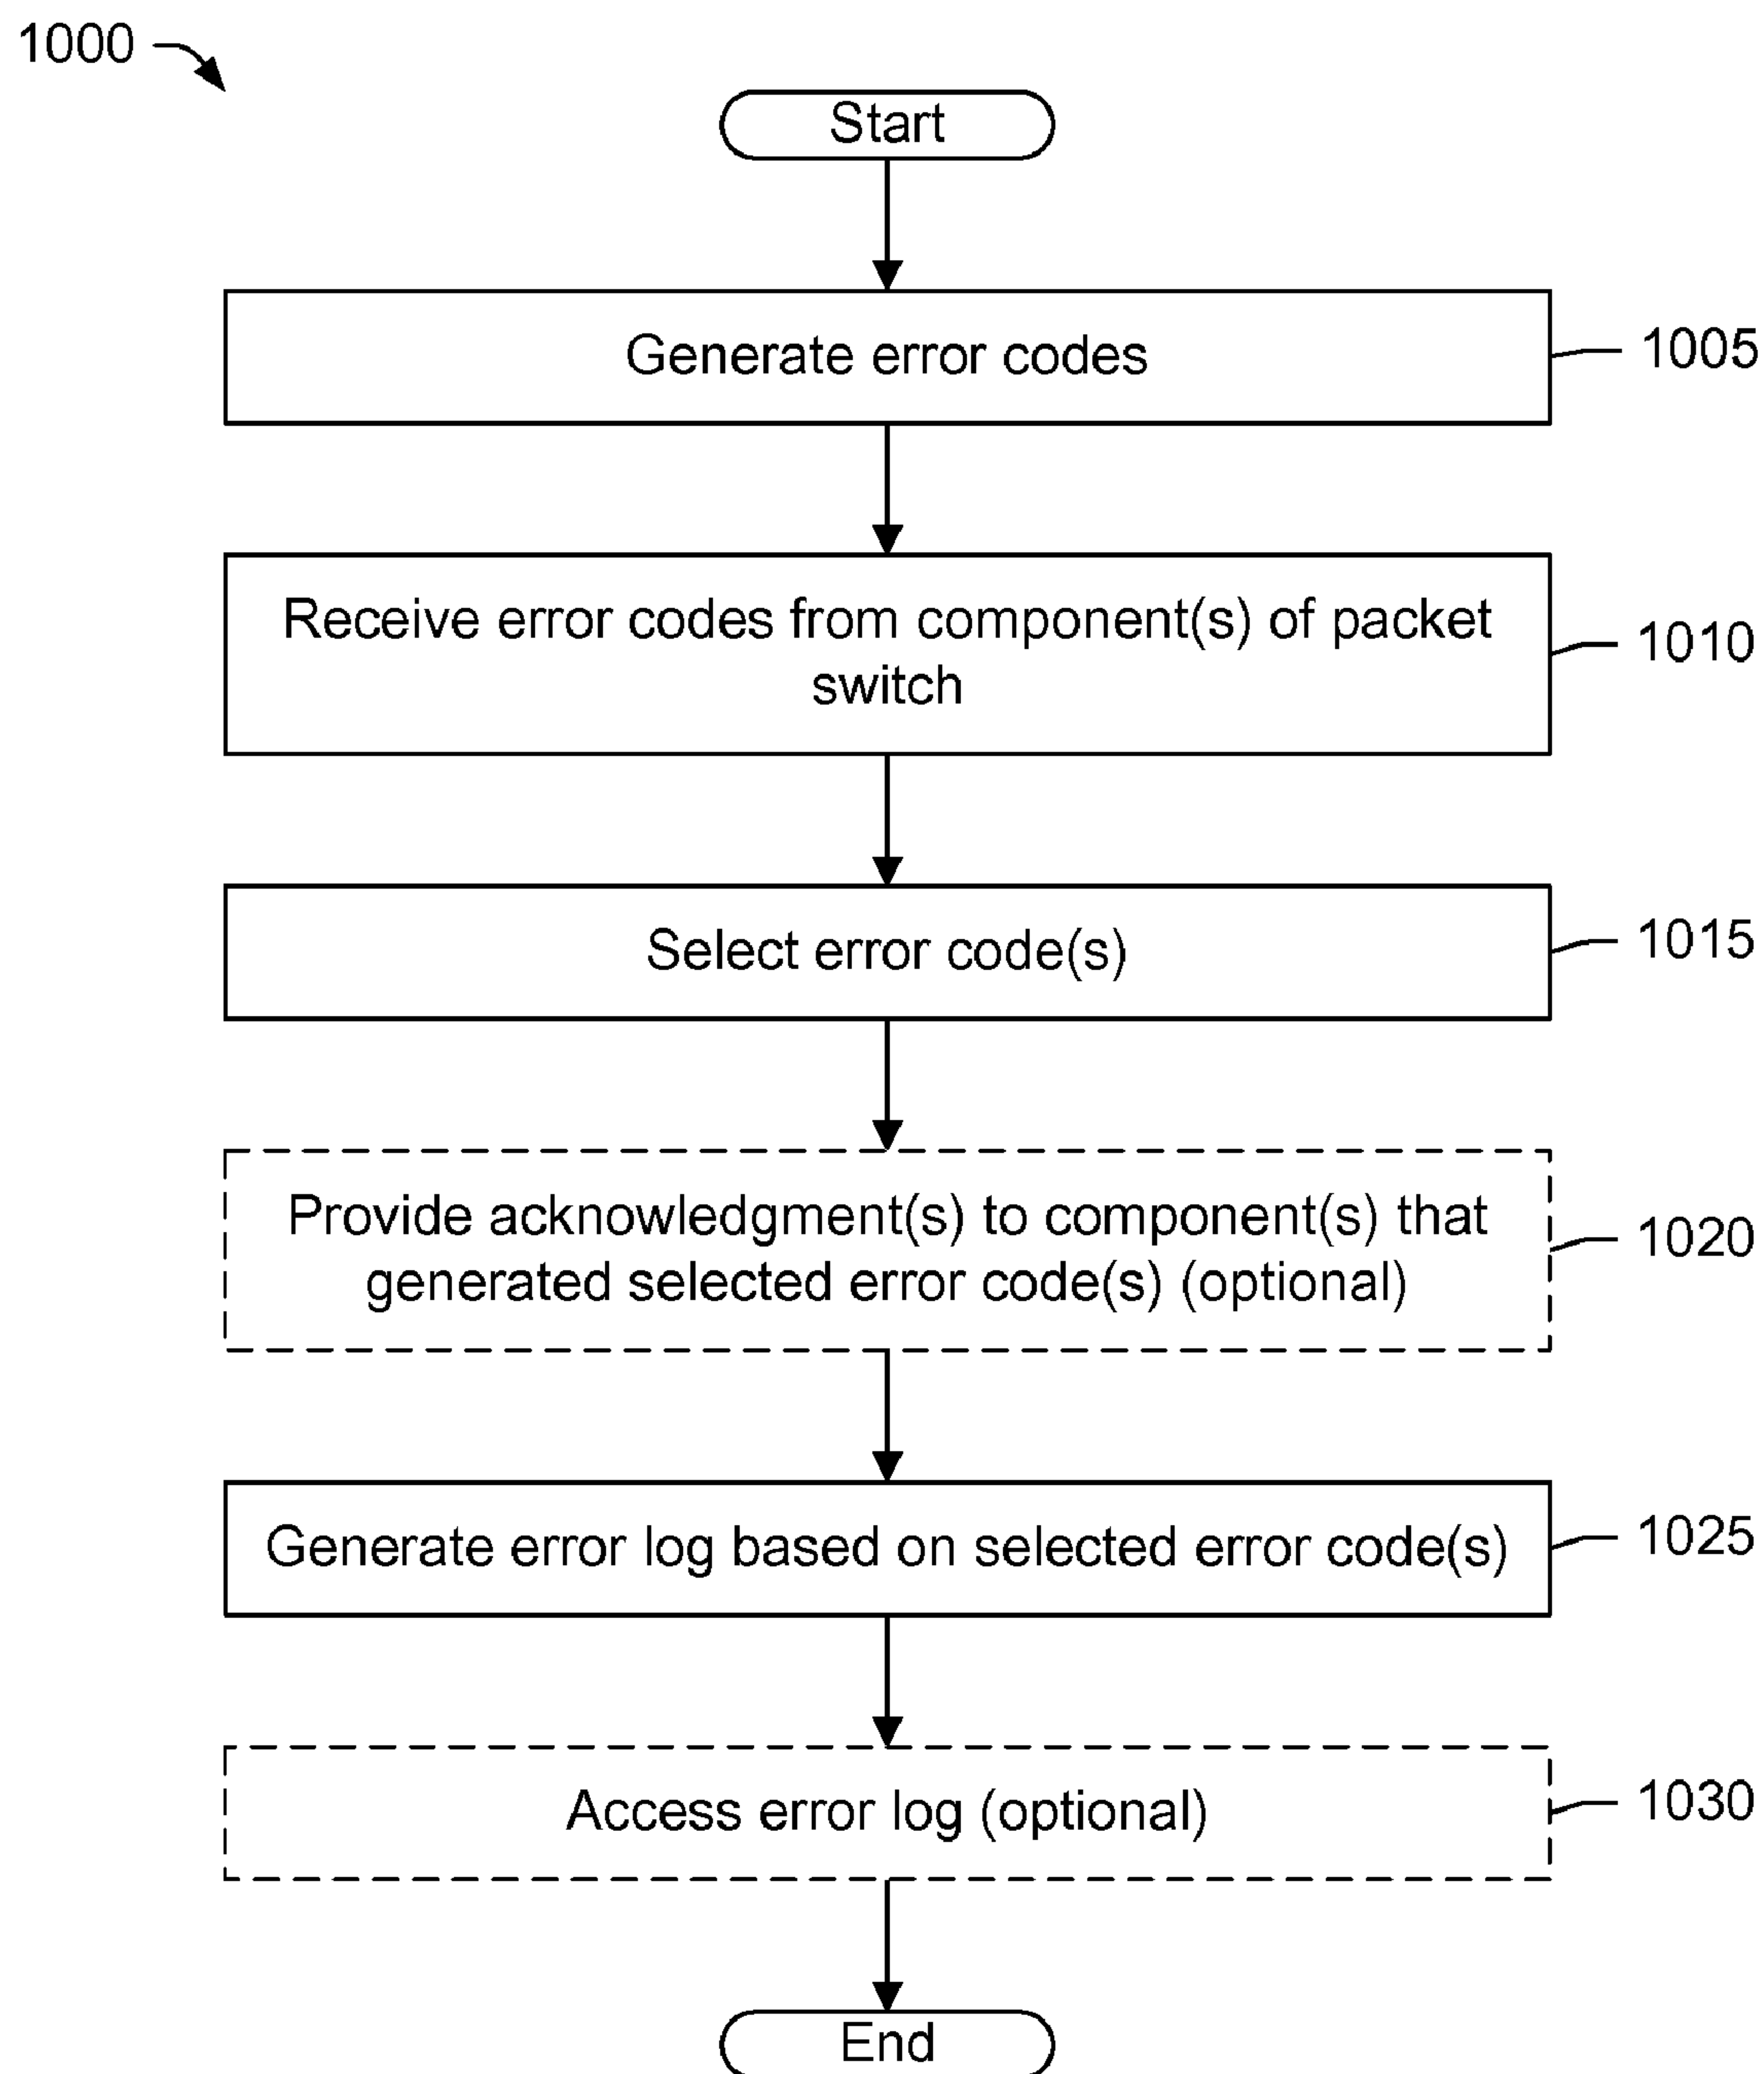 1000
Start
Generate error codes
1005
Receive error codes from component(s) of packet
switch
1010
Select error code(s)
1015
Provide acknowledgment(s) to component(s) that
generated selected error code(s) (optional)
1020
Generate error log based on selected error code(s)
1025
Access error log (optional)
1030
End